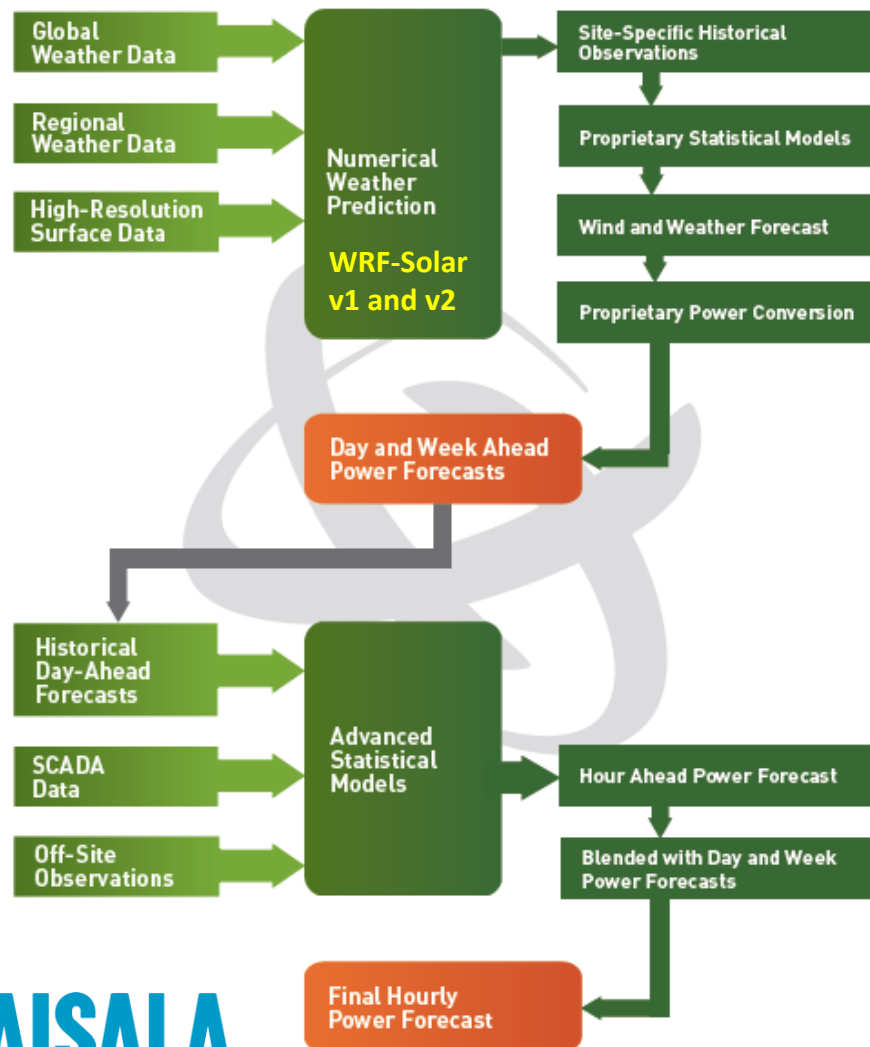 Global
Weather Data
Regional
Weather Data
High-Resolution
Surface Data
Numerical
Weather
Prediction
WRF-Solar
v1 and v2
Site-Specific Historical
Observations
Proprietary Statistical Models
Wind and Weather Forecast
Proprietary Power Conversion
Day and Week Ahead
Power Forecasts
Historical
Day-Ahead
Forecasts
SCADA
Data
Off-Site
Observations
Advanced
Statistical
Models
Hour Ahead Power Forecast
Blended with Day and Week
Power Forecasts
Final Hourly
Power Forecast
AISALA